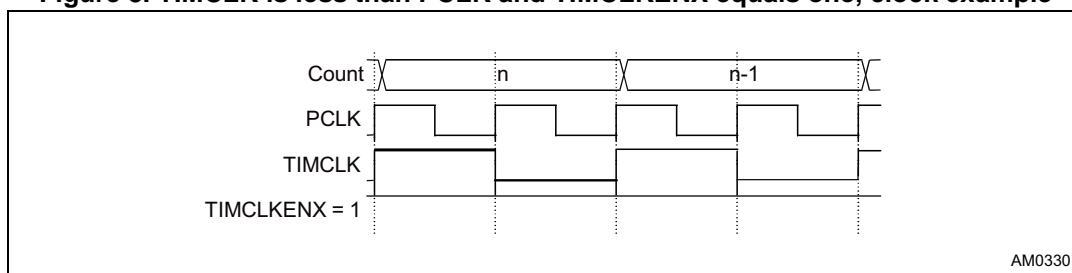 Figure TIMCLK is less than PCLK and TIMCLKENX equals one, clock example
Count n n-1
PCLK
TIMCLK
TIMCLKENX = 1
AM0330